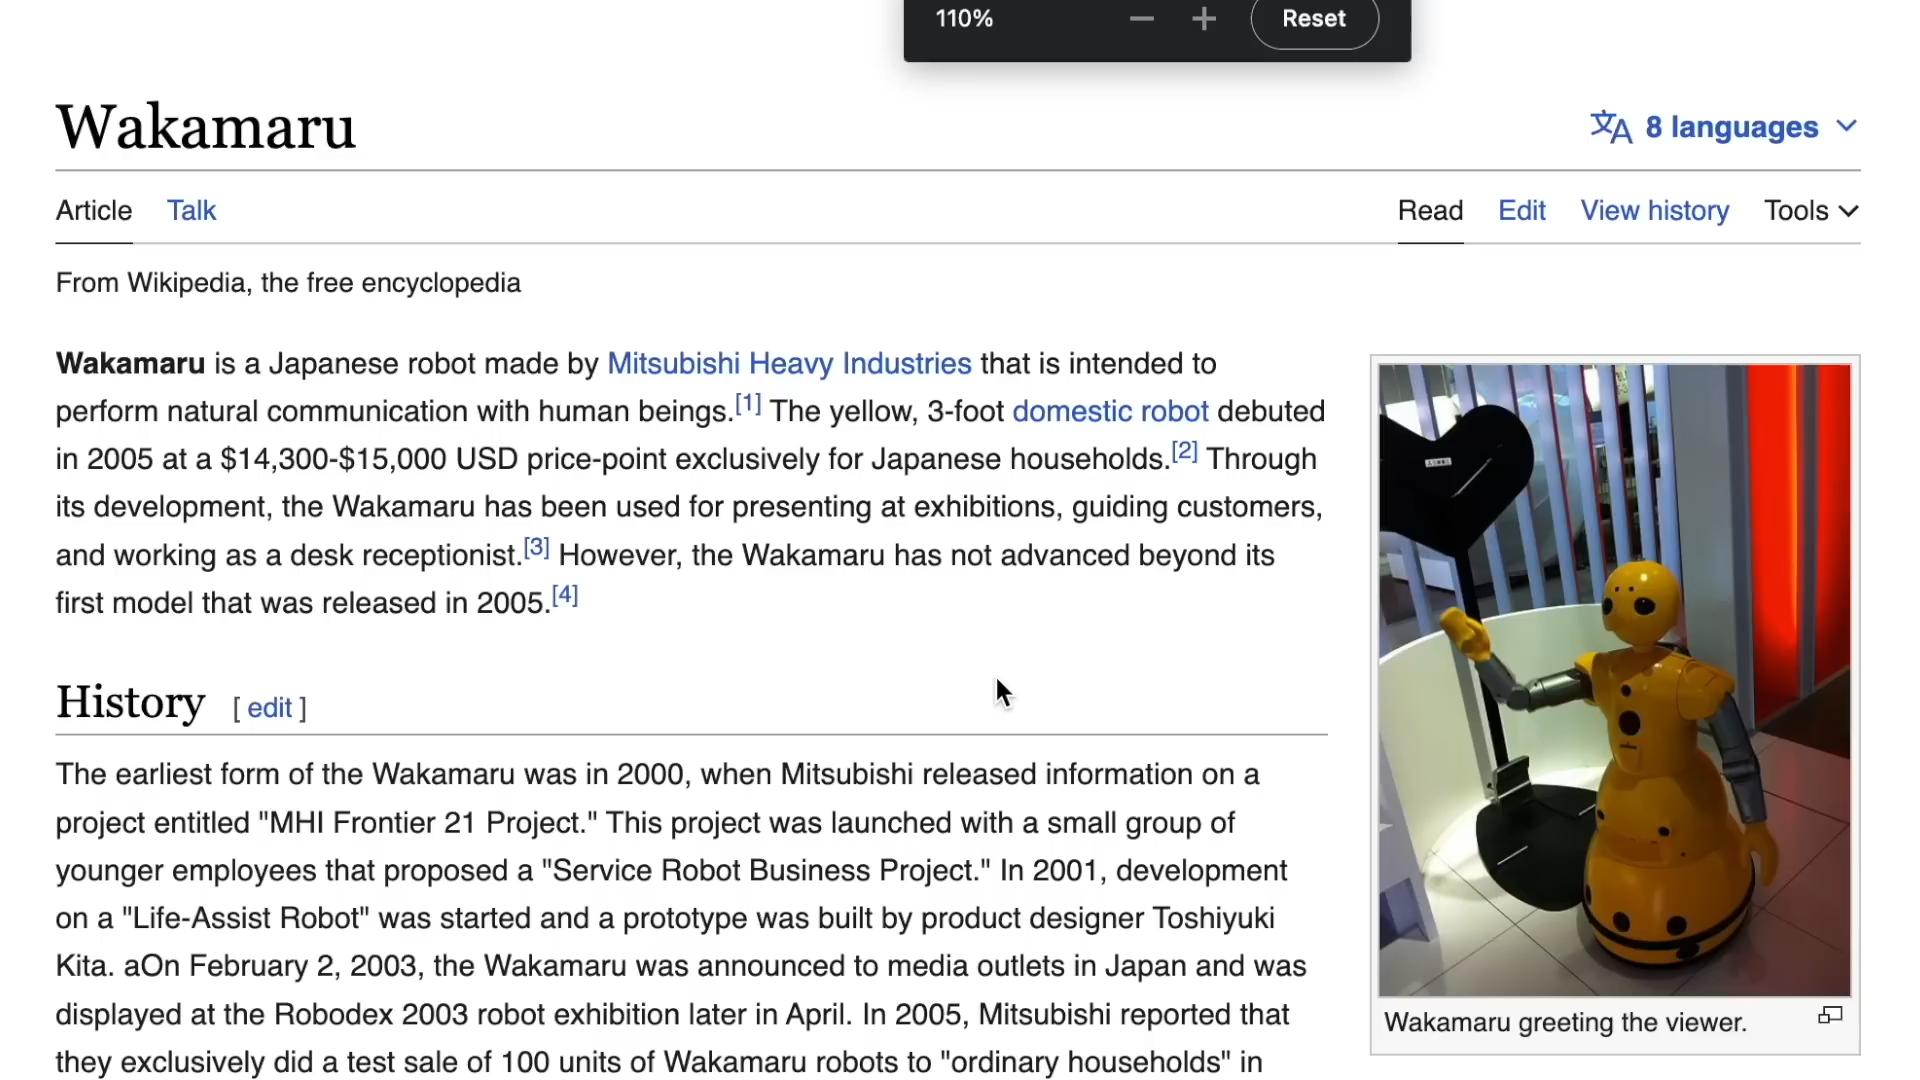 110% − + Reset
Wakamaru
8 languages
Article Talk
Read Edit View history Tools
From Wikipedia, the free encyclopedia
Wakamaru is a Japanese robot made by Mitsubishi Heavy Industries that is intended to
perform natural communication with human beings.[1] The yellow, 3-foot domestic robot debuted
in 2005 at a $14,300-$15,000 USD price-point exclusively for Japanese households.[2] Through
its development, the Wakamaru has been used for presenting at exhibitions, guiding customers,
and working as a desk receptionist.[3] However, the Wakamaru has not advanced beyond its
first model that was released in 2005.[4]
History [ edit ]
The earliest form of the Wakamaru was in 2000, when Mitsubishi released information on a
project entitled "MHI Frontier 21 Project." This project was launched with a small group of
younger employees that proposed a "Service Robot Business Project." In 2001, development
on a "Life-Assist Robot" was started and a prototype was built by product designer Toshiyuki
Kita. aOn February 2, 2003, the Wakamaru was announced to media outlets in Japan and was
displayed at the Robodex 2003 robot exhibition later in April. In 2005, Mitsubishi reported that
they exclusively did a test sale of 100 units of Wakamaru robots to "ordinary households" in
Wakamaru greeting the viewer.